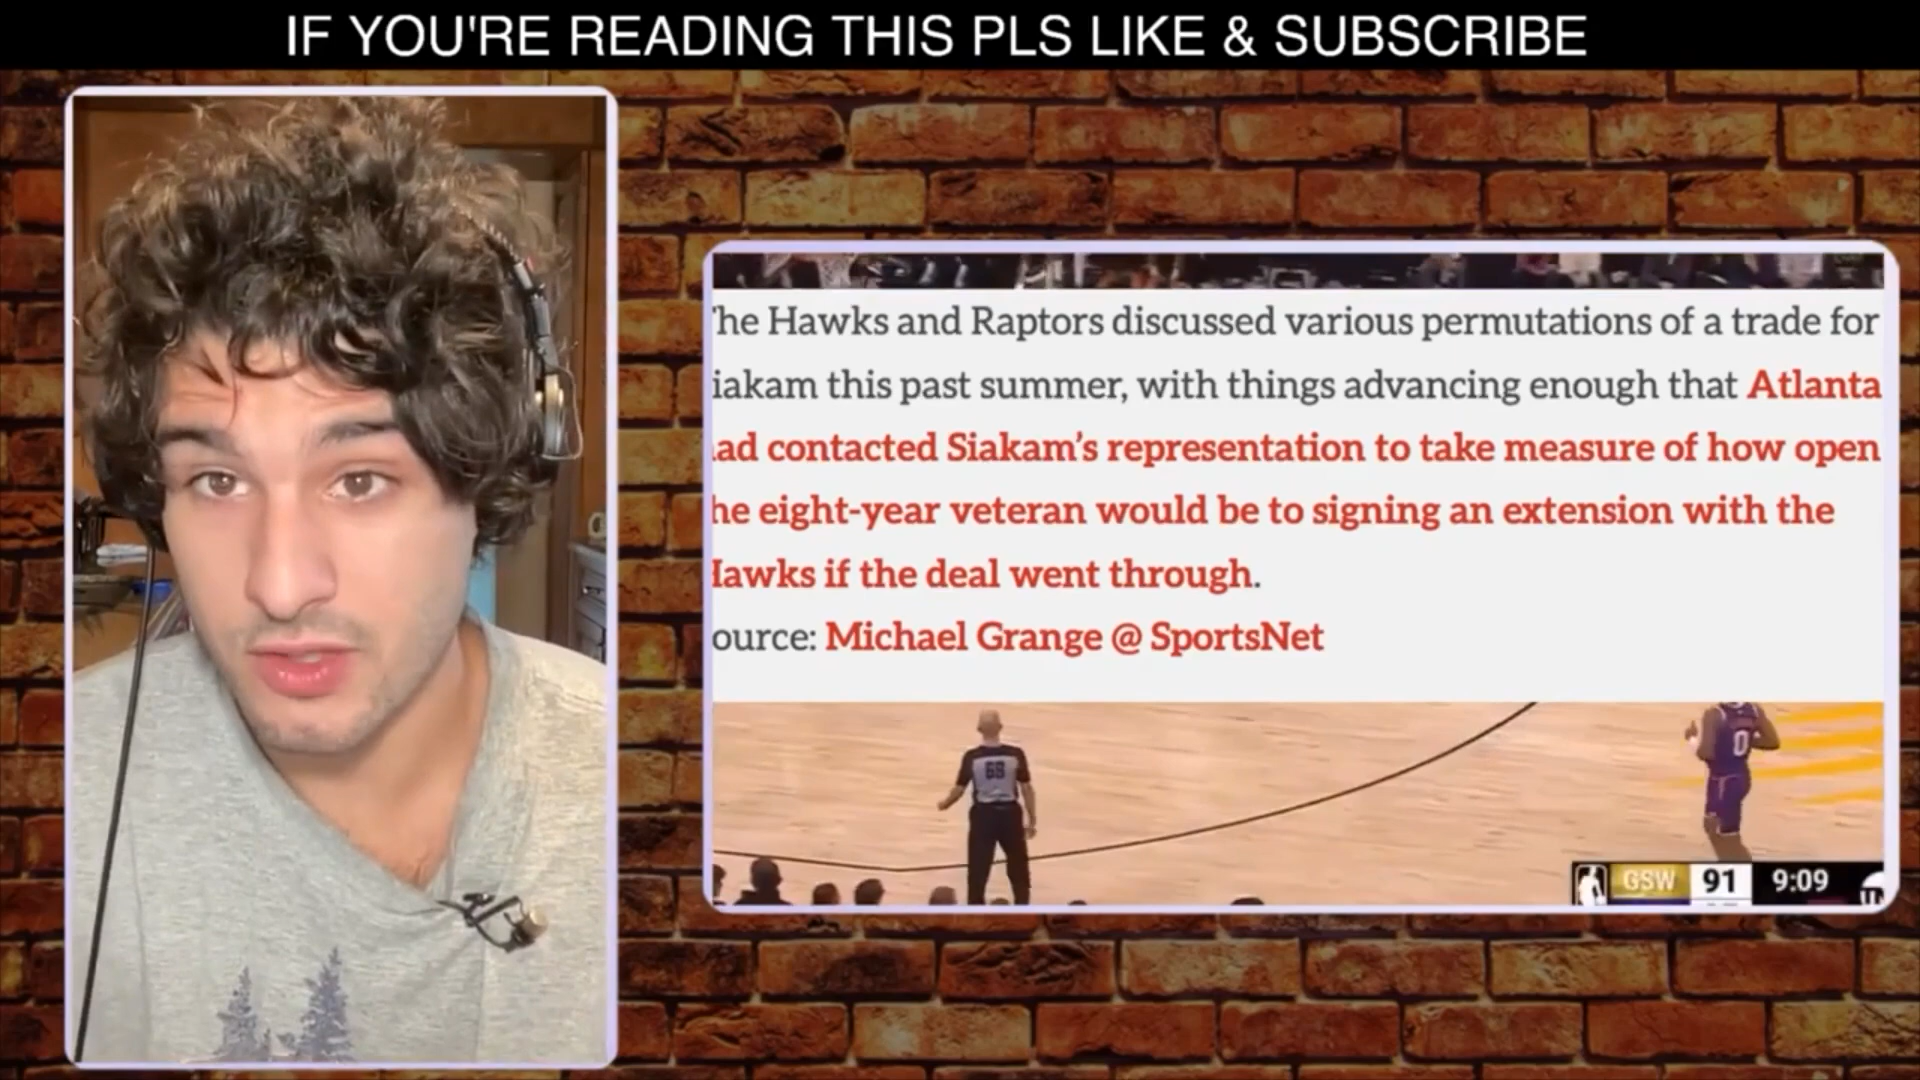 IF YOU'RE READING THIS PLS LIKE & SUBSCRIBE
he Hawks and Raptors discussed various permutations of a trade for
iakam this past summer, with things advancing enough that Atlanta
ad contacted Siakam's representation to take measure of how open
he eight-year veteran would be to signing an extension with the
Hawks if the deal went through.
ource: Michael Grange @ SportsNet
69
0
GSW 91 9:09